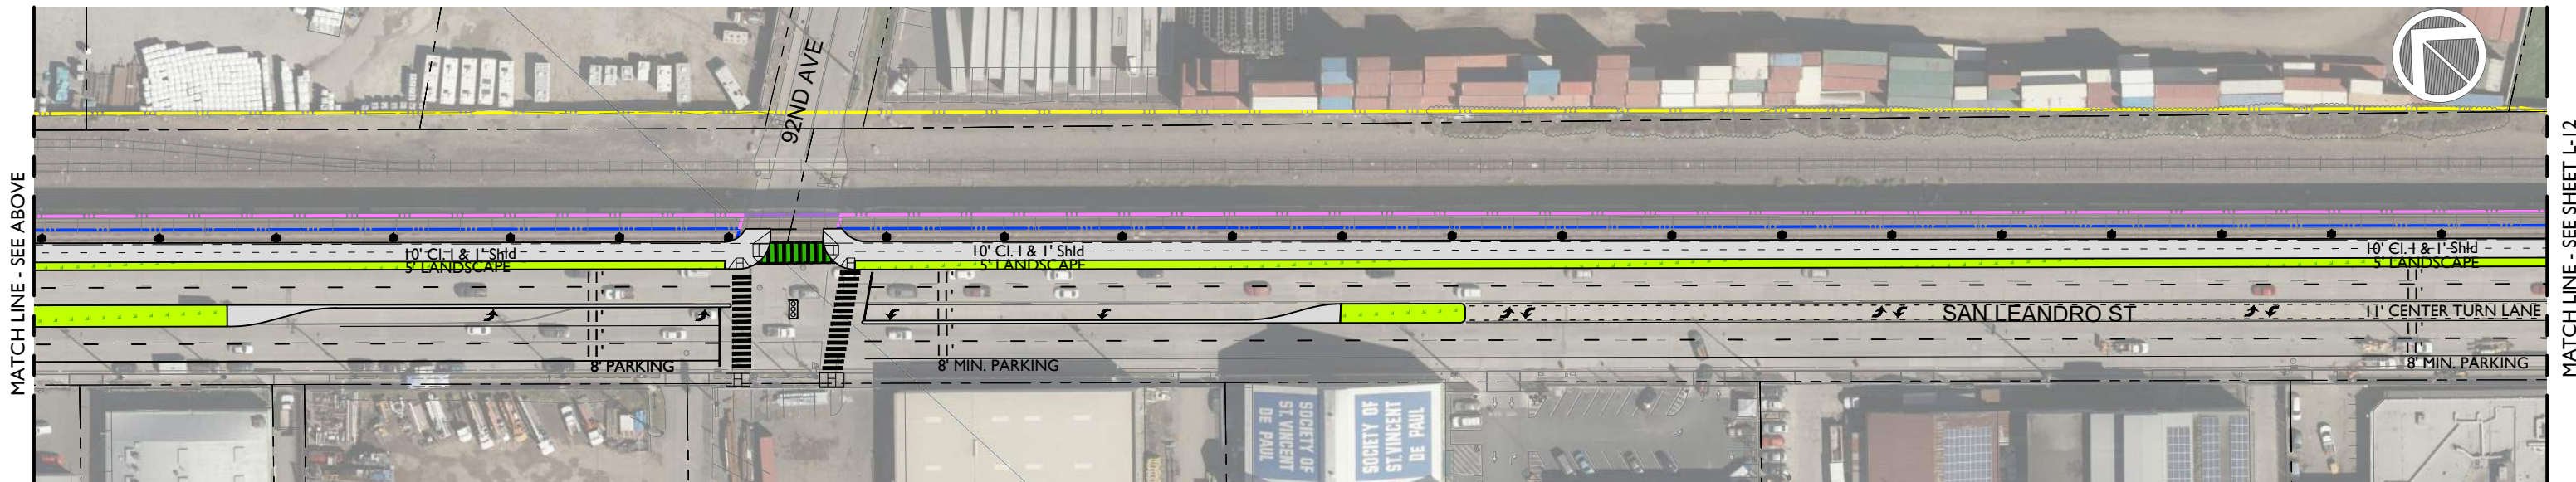 92ND AVE
MATCH LINE - SEE ABOVE
MATCH LINE - SEE SHEET L-12
10' Cl. I & 1' Shld
5' LANDSCAPE
10' Cl. I & 1' Shld
5' LANDSCAPE
10' Cl. I & 1' Shld
5' LANDSCAPE
SAN LEANDRO ST
11' CENTER TURN LANE
8' PARKING
8' MIN. PARKING
8' MIN. PARKING
SOCIETY OF
ST. VINCENT
DE PAUL
SOCIETY OF
ST. VINCENT
DE PAUL